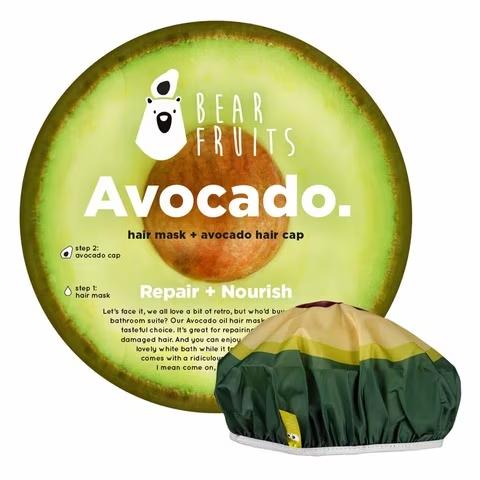 BEAR
FRUITS
Avocado.
hair mask + avocado hair cap
step 2:
avocado cap
step 1:
hair mask
Repair + Nourish
Let's face it, we all love a bit of retro, but who'd buy
bathroom suite? Our Avocado oil hair mask
tasteful choice. It's great for repairing
damaged hair. And you can enjoy
lovely white bath while it
comes with a ridiculou
I mean come on,